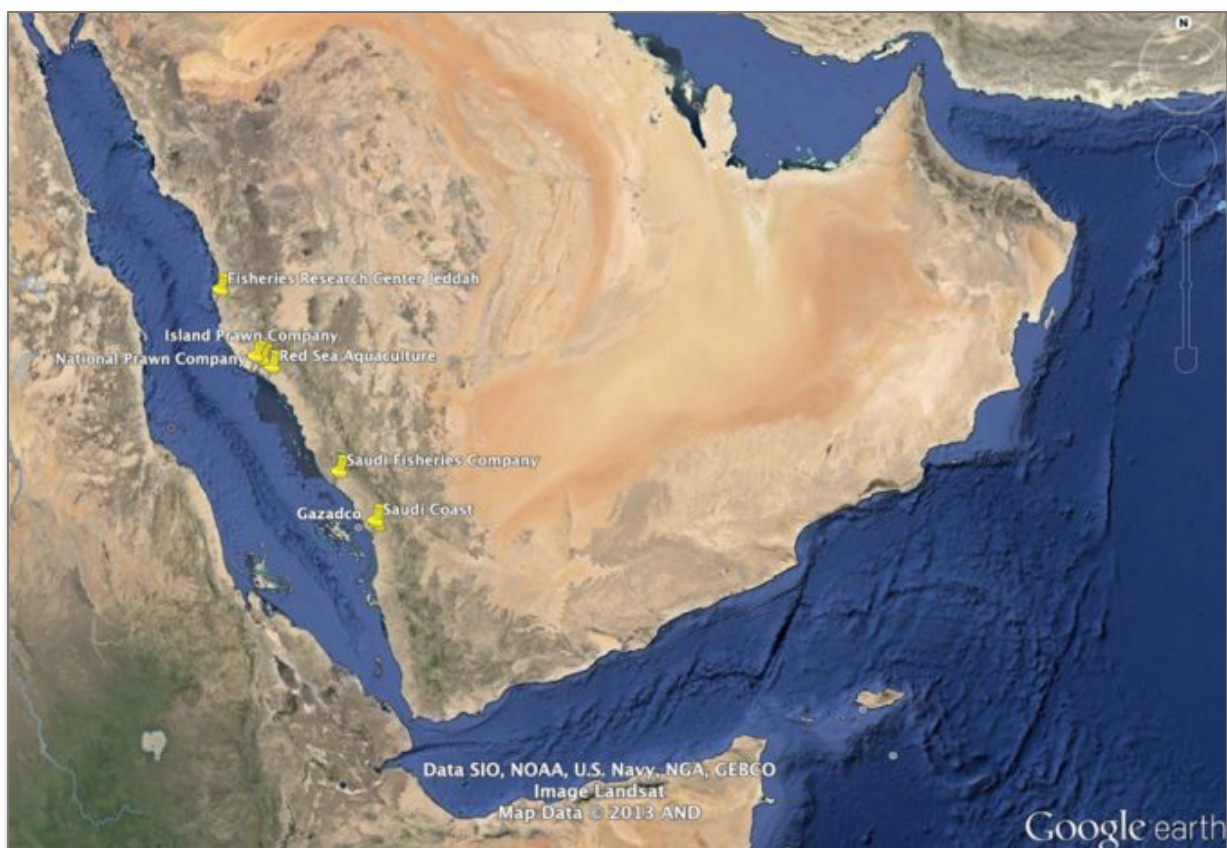 N
Fisheries Research Center Jeddah
Island Prawn Company
National Prawn Company
Red Sea Aquaculture
Saudi Fisheries Company
Gazadco
Saudi Coast
Data SIO, NOAA, U.S. Navy, NGA, GEBCO
Image Landsat
Map Data © 2013 AND
Google earth